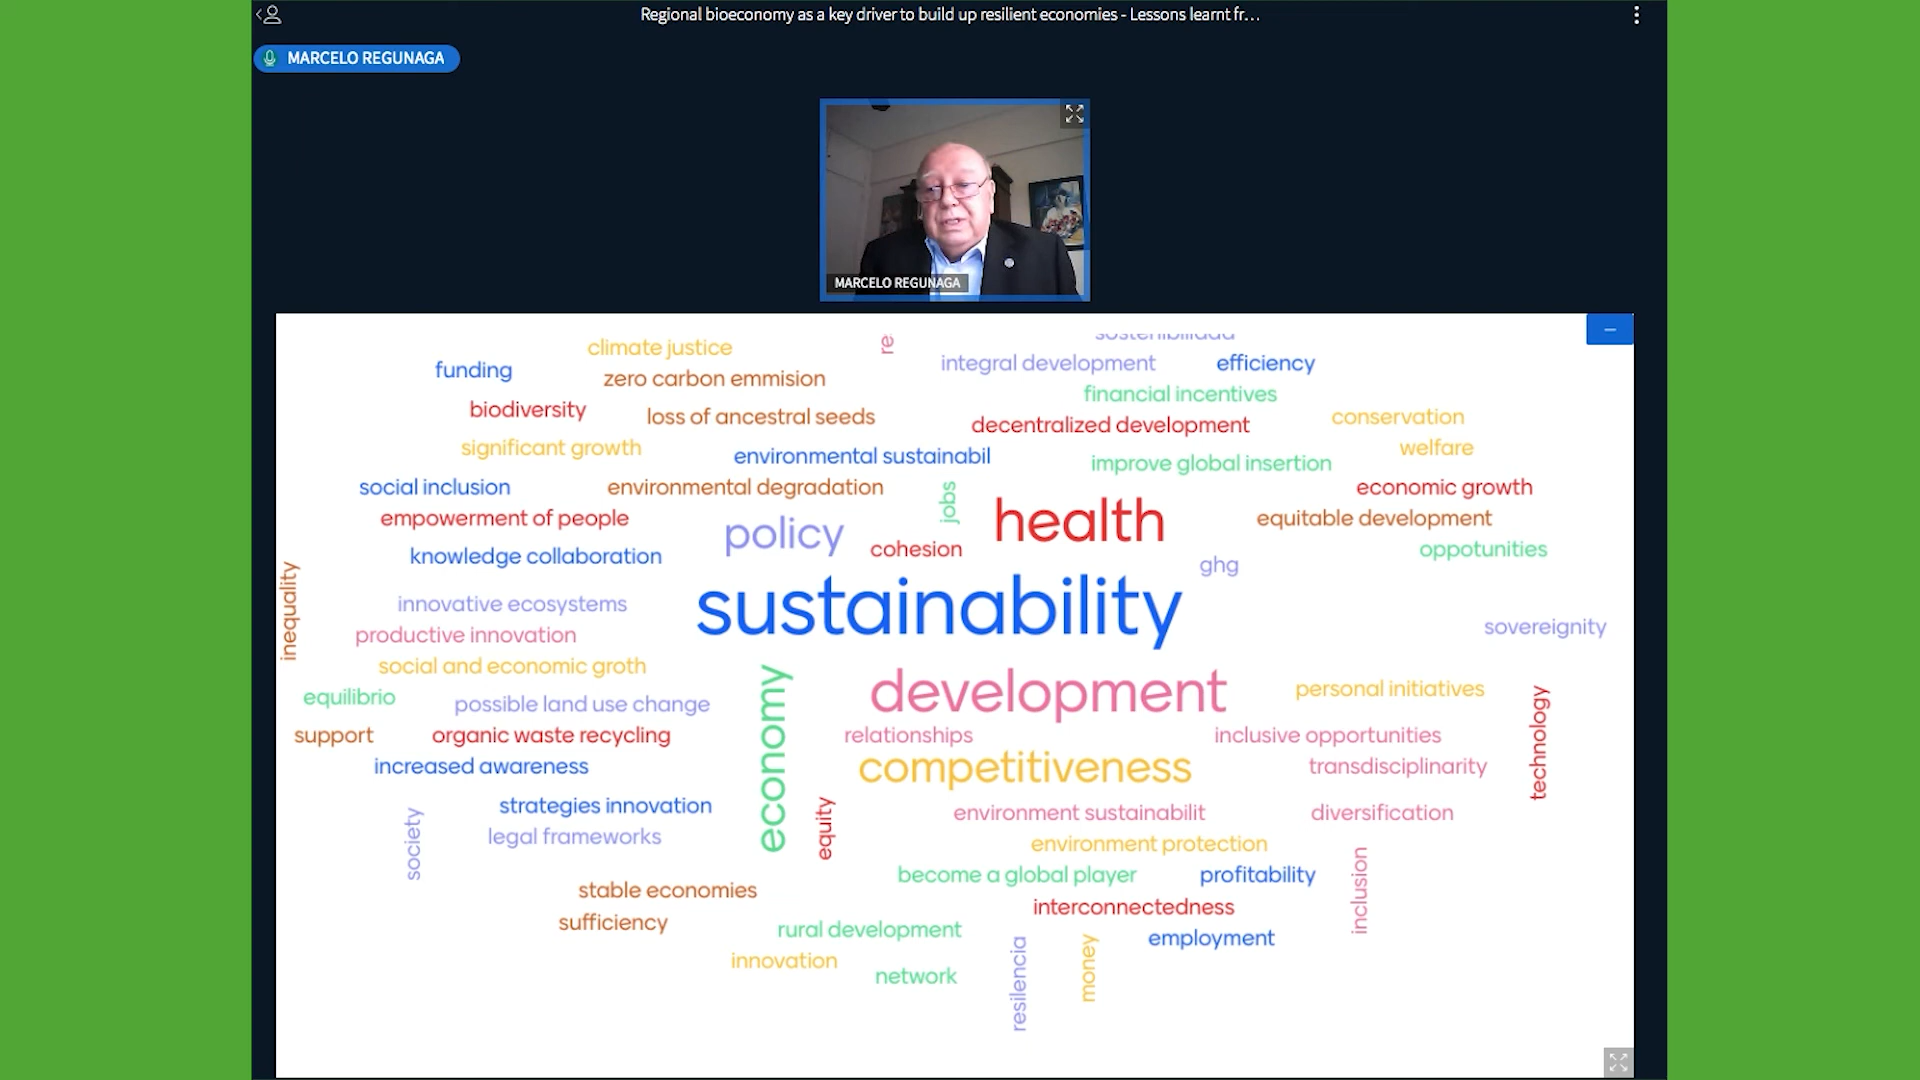 Regional bioeconomy as a key driver to build up resilient economies - Lessons learnt fr...
MARCELO REGUNAGA
MARCELO REGUNAGA
climate justice
re
funding
integral development
efficiency
zero carbon emmision
financial incentives
biodiversity
loss of ancestral seeds
decentralized development
conservation
significant growth
environmental sustainabil
improve global insertion
welfare
social inclusion
environmental degradation
jobs
health
economic growth
empowerment of people
policy
equitable development
knowledge collaboration
cohesion
ghg
oppotunities
inequality
innovative ecosystems
sustainability
sovereignity
productive innovation
social and economic groth
equilibrio
possible land use change
economy
development
personal initiatives
technology
support
organic waste recycling
relationships
inclusive opportunities
increased awareness
competitiveness
transdisciplinarity
society
strategies innovation
equity
environment sustainabilit
diversification
legal frameworks
environment protection
become a global player
profitability
inclusion
stable economies
interconnectedness
sufficiency
rural development
employment
innovation
network
resilencia
money